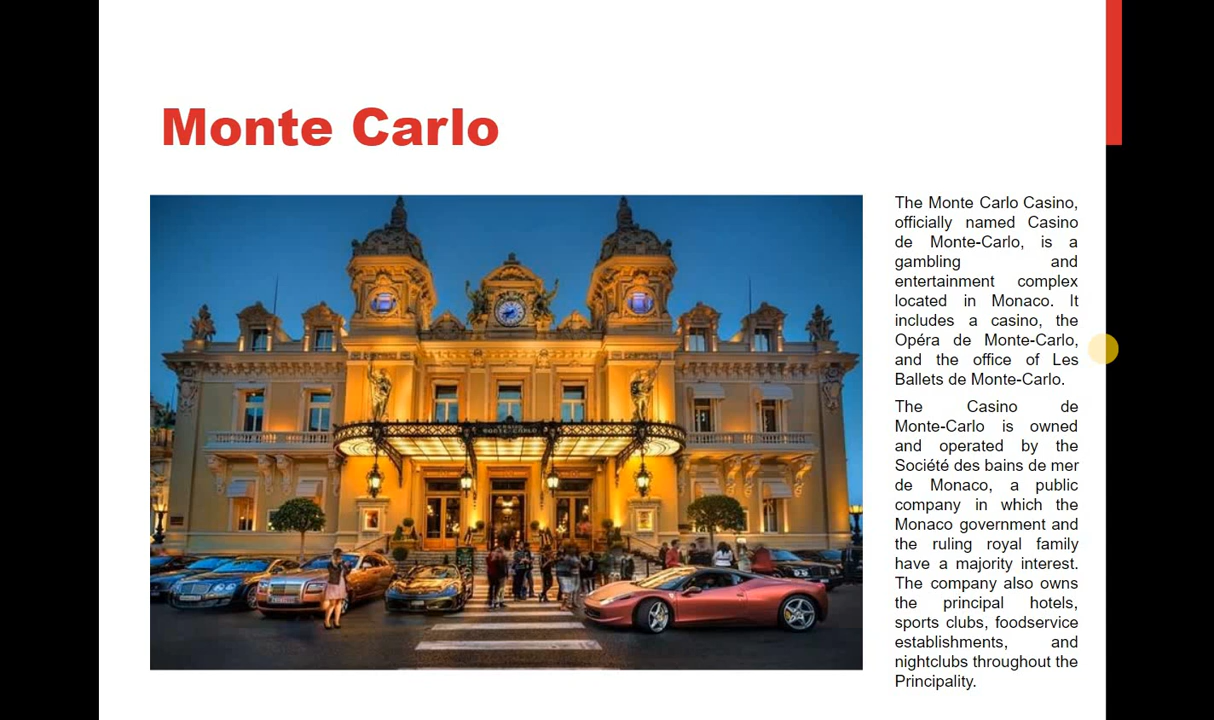 Monte Carlo
The Monte Carlo Casino,
officially named Casino
de Monte-Carlo, is a
gambling and
entertainment complex
located in Monaco. It
includes a casino, the
Opéra de Monte-Carlo,
and the office of Les
Ballets de Monte-Carlo.
The Casino de
Monte-Carlo is owned
and operated by the
Société des bains de mer
de Monaco, a public
company in which the
Monaco government and
the ruling royal family
have a majority interest.
The company also owns
the principal hotels,
sports clubs, foodservice
establishments, and
nightclubs throughout the
Principality.